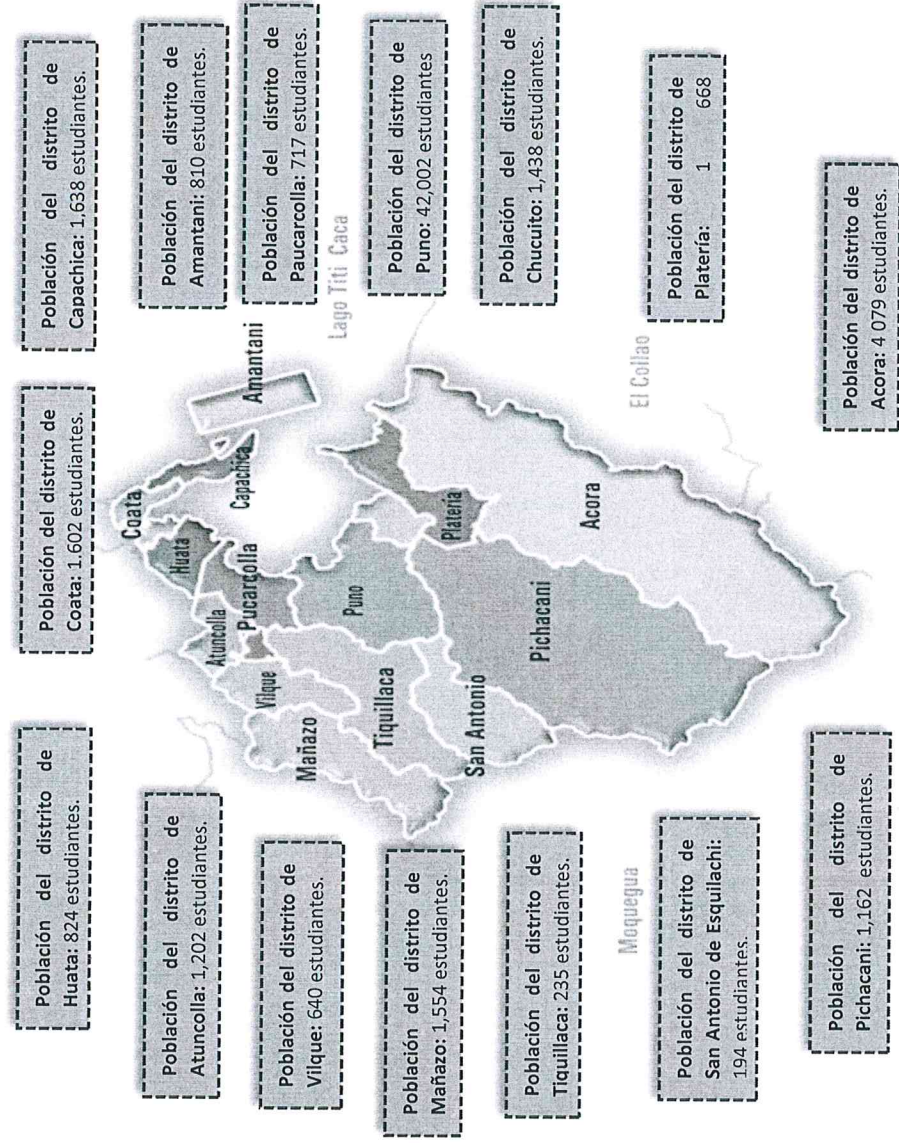 Población del distrito de
Huata: 824 estudiantes.
Población del distrito de
Coata: 1.602 estudiantes.
Población del distrito de
Capachica: 1,638 estudiantes.
Población del distrito de
Atuncolla: 1,202 estudiantes.
Población del distrito de
Amantani: 810 estudiantes.
Población del distrito de
Vilque: 640 estudiantes.
Población del distrito de
Paucarcolla: 717 estudiantes.
Población del distrito de
Mañazo: 1,554 estudiantes.
Población del distrito de
Puno: 42,002 estudiantes
Población del distrito de
Tiquillaca: 235 estudiantes.
Población del distrito de
Chucuito: 1,438 estudiantes.
Población del distrito de
San Antonio de Esquilachi:
194 estudiantes.
Población del distrito de
Platería: 1 668
Población del distrito de
Pichacani: 1,162 estudiantes.
Población del distrito de
Acora: 4 079 estudiantes.
Coata
Huata
Capachica
Amantani
Atuncolla
Pucarcolla
Vilque
Lago Titi Caca
Mañazo
Puno
Tiquillaca
Platería
San Antonio
Pichacani
Acora
El Collao
Moquegua